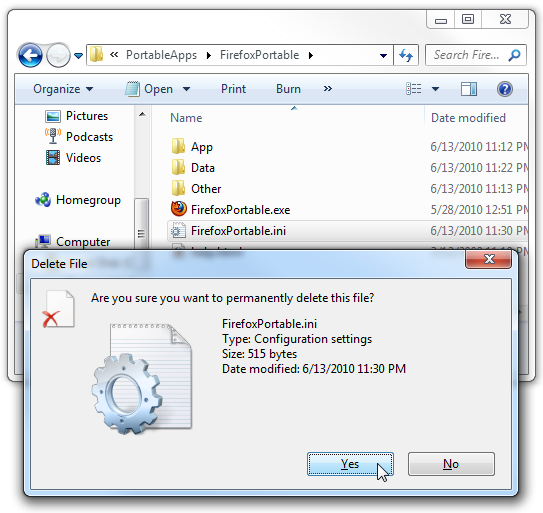 « PortableApps FirefoxPortable Search Fire...
Organize Open Print Burn »
Pictures
Podcasts
Videos
Homegroup
Computer
Name Date modified
App 6/13/2010 11:12 PM
Data 6/13/2010 11:22 PM
Other 6/13/2010 11:13 PM
FirefoxPortable.exe 5/28/2010 12:51 PM
FirefoxPortable.ini 6/13/2010 11:30 PM
Delete File
Are you sure you want to permanently delete this file?
FirefoxPortable.ini
Type: Configuration settings
Size: 515 bytes
Date modified: 6/13/2010 11:30 PM
Yes No